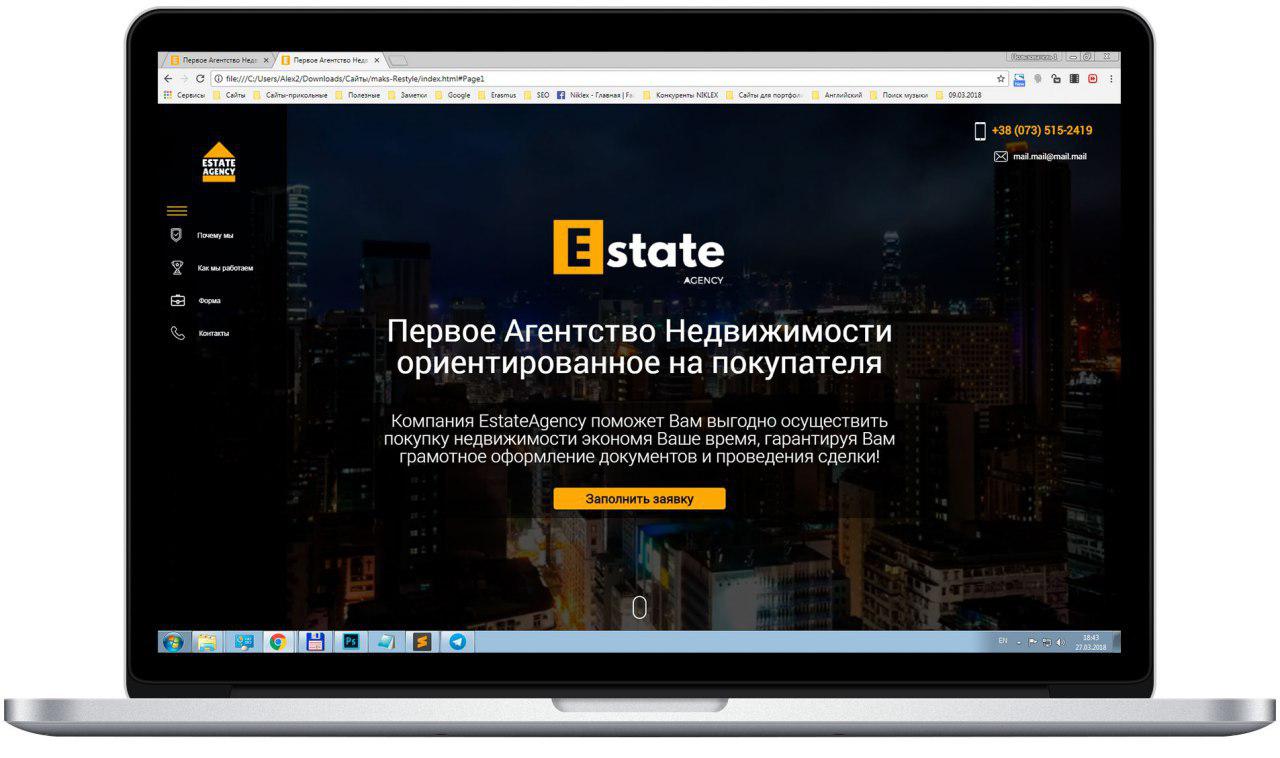 Первое Агентство Недв
Первое Агентство Недв
file:///C:/Users/Alex2/Downloads/Сайты/maks-Restyle/index.html#Page1
Сервисы Сайты Сайты-прикольные Полезные Заметки Google Erasmus SEO Niklex - Главная | Fa Конкуренты NIKLEX Сайты для портфол Английский Поиск музыки 09.03.2018
+38 (073) 515-2419
mail.mail@mail.mail
ESTATE
AGENCY
Почему мы
Как мы работаем
Форма
Контакты
Estate
AGENCY
Первое Агентство Недвижимости
ориентированное на покупателя
Компания EstateAgency поможет Вам выгодно осуществить
покупку недвижимости экономя Ваше время, гарантируя Вам
грамотное оформление документов и проведения сделки!
Заполнить заявку
Ps
EN
18:43
27.03.2018